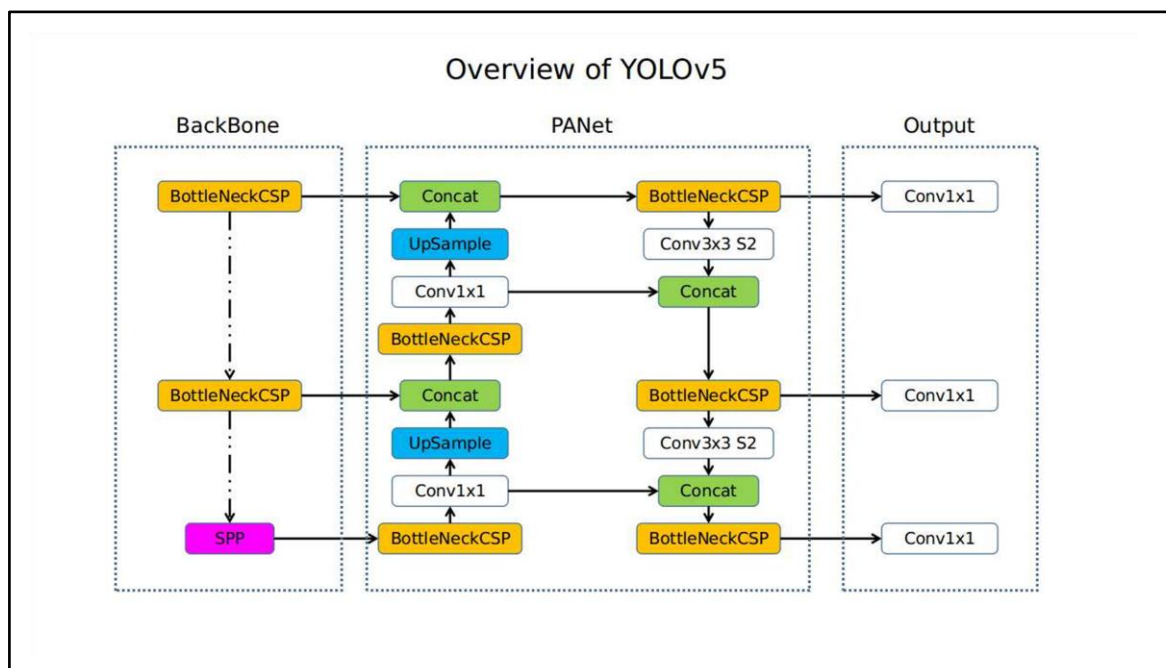 Overview of YOLOv5
BackBone
PANet
Output
BottleNeckCSP
Concat
BottleNeckCSP
Conv1x1
UpSample
Conv3x3 S2
Conv1x1
Concat
BottleNeckCSP
BottleNeckCSP
Concat
BottleNeckCSP
Conv1x1
UpSample
Conv3x3 S2
Conv1x1
Concat
SPP
BottleNeckCSP
BottleNeckCSP
Conv1x1